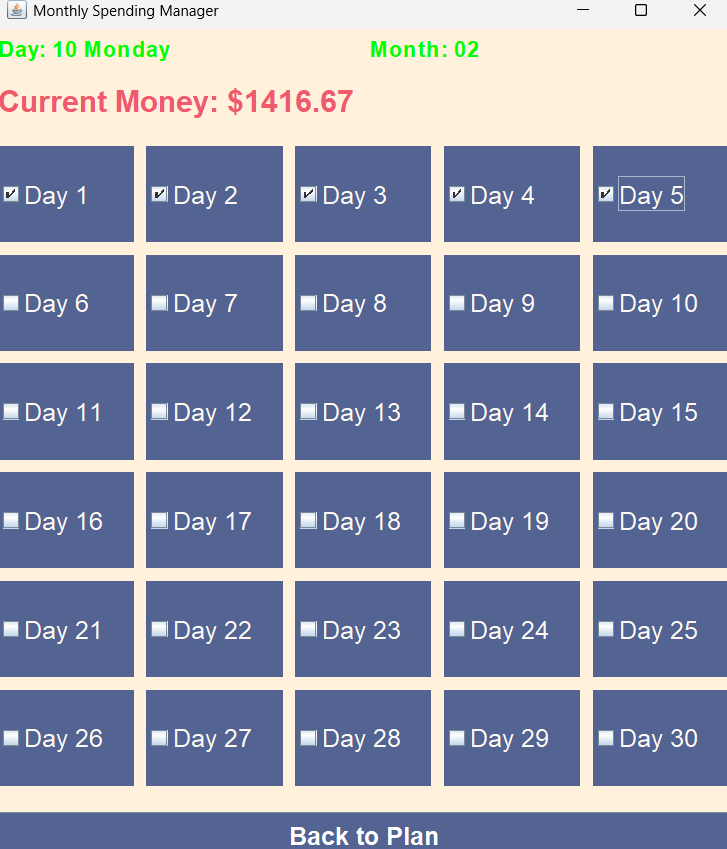 Monthly Spending Manager
Day: 10 Monday Month: 02
Current Money: $1416.67
Day 1 Day 2 Day 3 Day 4 Day 5
Day 6 Day 7 Day 8 Day 9 Day 10
Day 11 Day 12 Day 13 Day 14 Day 15
Day 16 Day 17 Day 18 Day 19 Day 20
Day 21 Day 22 Day 23 Day 24 Day 25
Day 26 Day 27 Day 28 Day 29 Day 30
Back to Plan